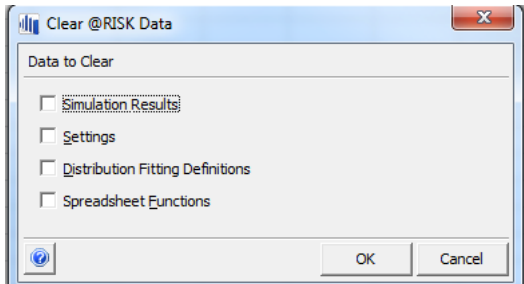 Clear @RISK Data
Data to Clear
Simulation Results
Settings
Distribution Fitting Definitions
Spreadsheet Functions
OK
Cancel